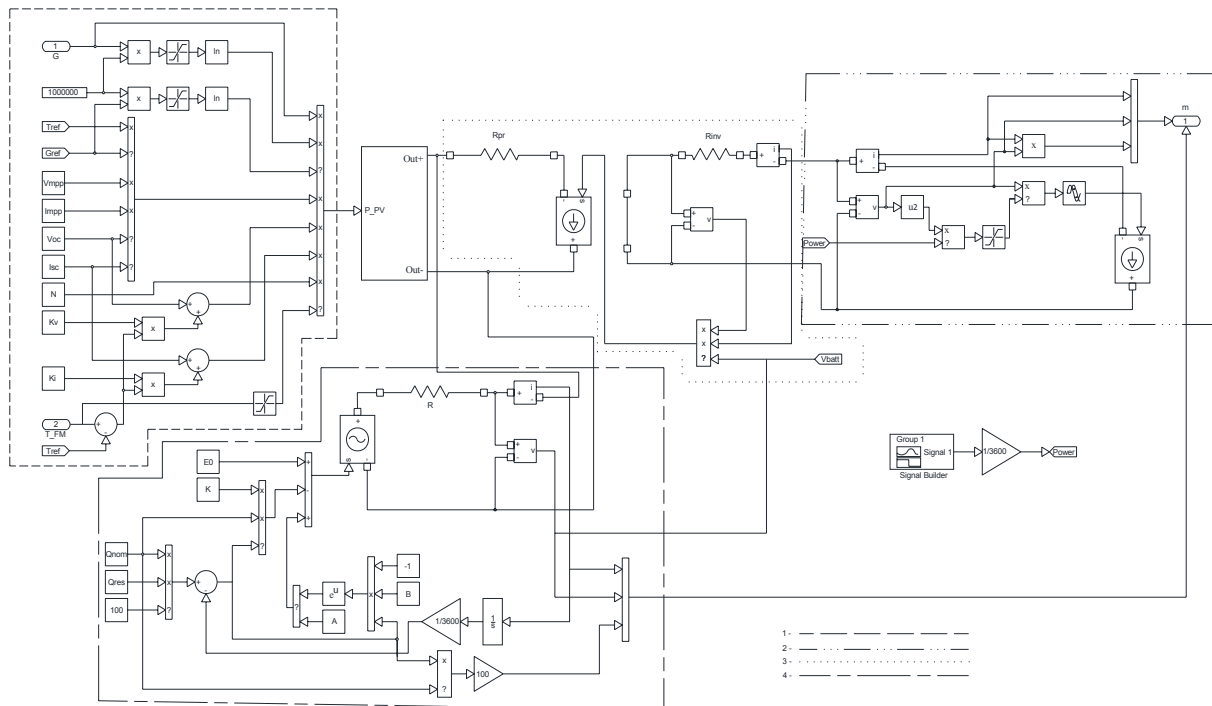 1
G
x
ln
1000000
x
ln
Tref
x
Gref
?
Vmpp
x
Impp
x
Voc
?
Isc
?
N
Kv
x
+
+
Ki
x
+
+
2
T_FM
+
-
Tref
x
x
?
x
x
x
x
?
P_PV
Out+
Out-
Rpr
-
s
+
Rinv
+
i
-
+
-
v
x
x
?
Vbatt
+
i
-
+
-
v
u2
Power
x
?
x
x
?
-
s
+
m
1
R
+
s
-
+
i
-
+
-
v
E0
K
+
-
+
x
x
?
Qnom
Qres
100
x
x
?
+
-
?
e^u
A
x
-1
B
1/3600
1/s
x
?
100
Group 1
Signal 1
Signal Builder
1/3600
Power
1 -
2 -
3 -
4 -